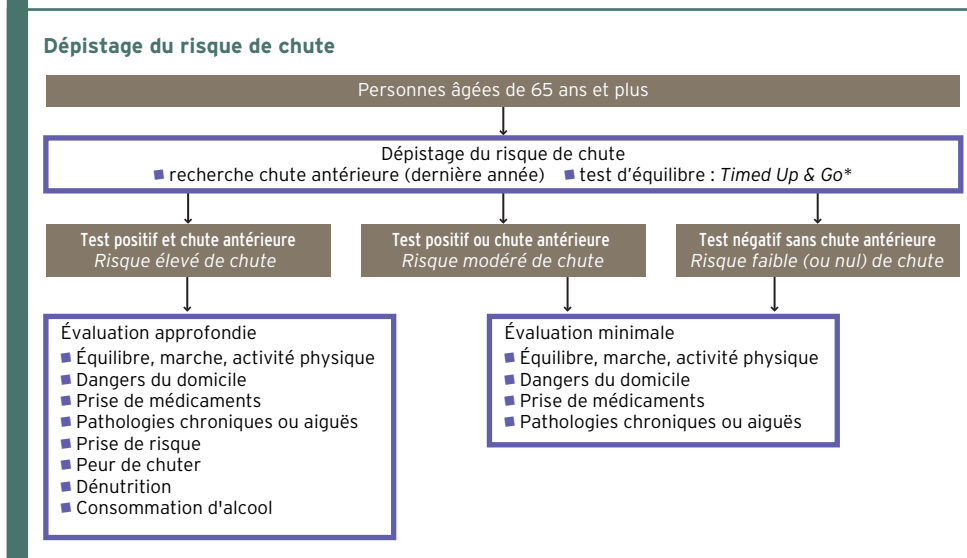 Dépistage du risque de chute
Personnes âgées de 65 ans et plus
Dépistage du risque de chute
■ recherche chute antérieure (dernière année) ■ test d'équilibre : Timed Up & Go*
Test positif et chute antérieure
Risque élevé de chute
Test positif ou chute antérieure
Risque modéré de chute
Test négatif sans chute antérieure
Risque faible (ou nul) de chute
Évaluation approfondie
■ Équilibre, marche, activité physique
■ Dangers du domicile
■ Prise de médicaments
■ Pathologies chroniques ou aiguës
■ Prise de risque
■ Peur de chuter
■ Dénutrition
■ Consommation d'alcool
Évaluation minimale
■ Équilibre, marche, activité physique
■ Dangers du domicile
■ Prise de médicaments
■ Pathologies chroniques ou aiguës